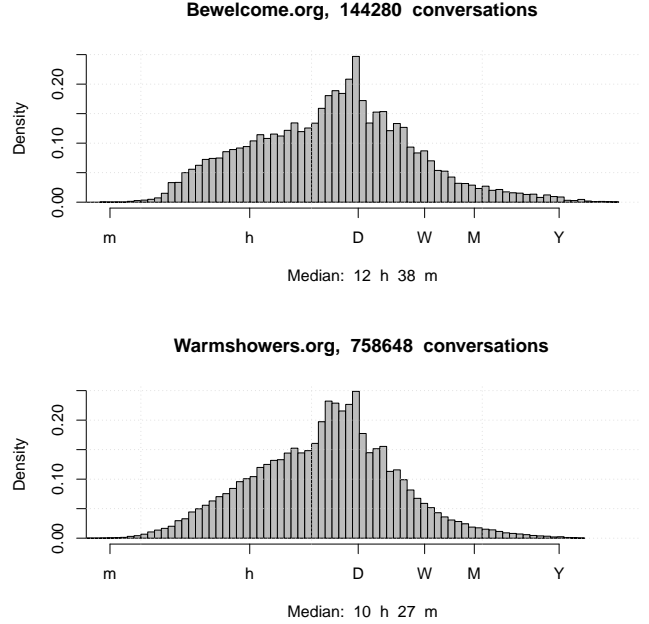 Bewelcome.org, 144280 conversations
Density
0.00 0.10 0.20
m h D W M Y
Median: 12 h 38 m
Warmshowers.org, 758648 conversations
Density
0.00 0.10 0.20
m h D W M Y
Median: 10 h 27 m